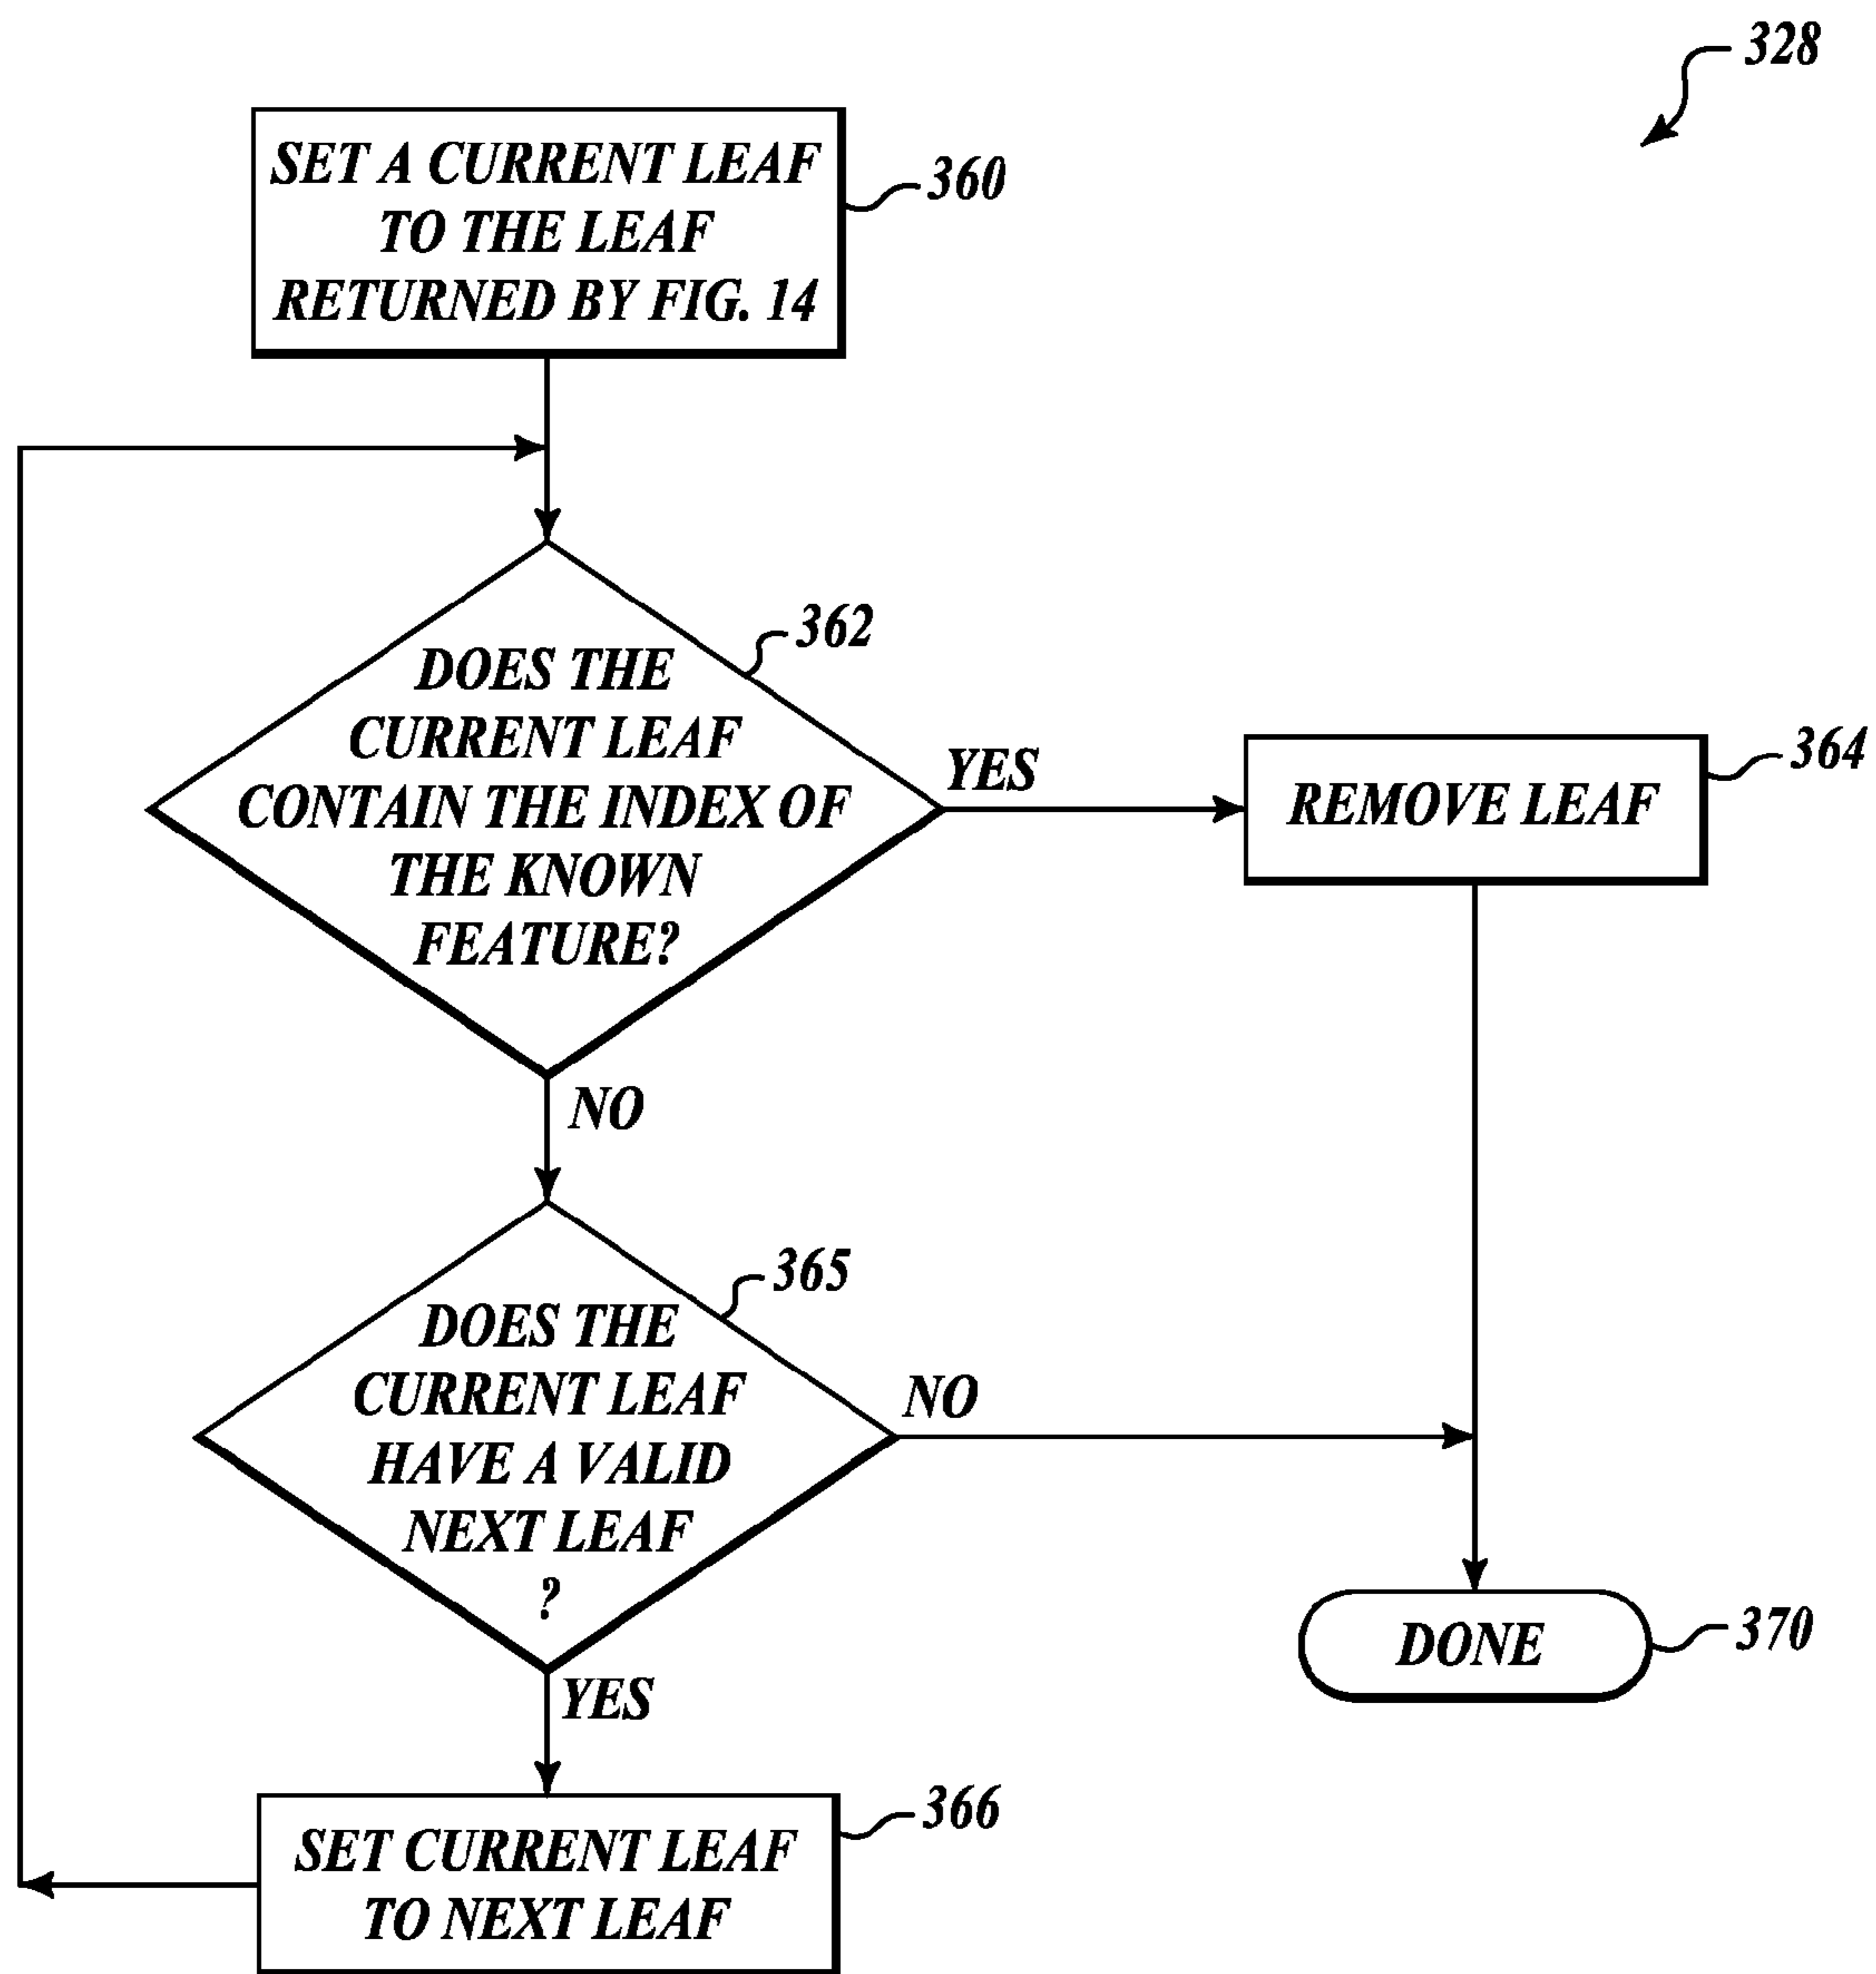 328
SET A CURRENT LEAF
TO THE LEAF
RETURNED BY FIG. 14
360
362
DOES THE
CURRENT LEAF
CONTAIN THE INDEX OF
THE KNOWN
FEATURE?
YES
364
REMOVE LEAF
NO
365
DOES THE
CURRENT LEAF
HAVE A VALID
NEXT LEAF
?
NO
DONE
370
YES
366
SET CURRENT LEAF
TO NEXT LEAF